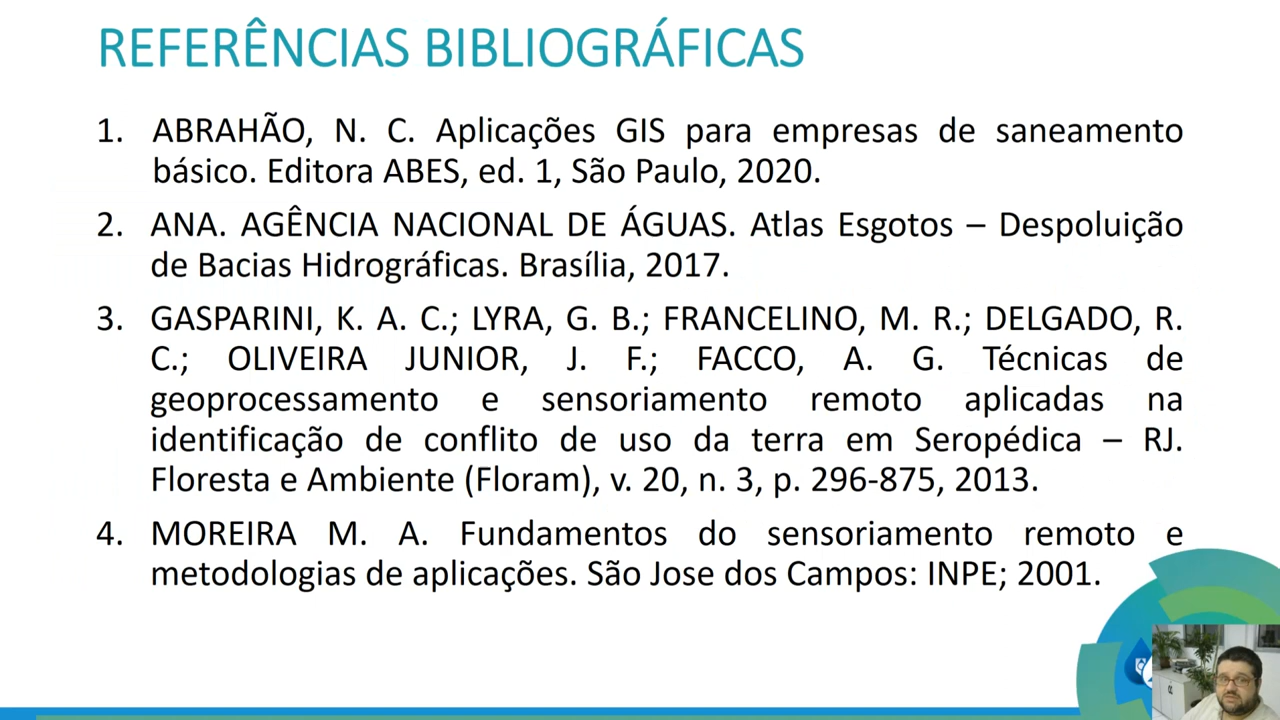 REFERÊNCIAS BIBLIOGRÁFICAS
1. ABRAHÃO, N. C. Aplicações GIS para empresas de saneamento
básico. Editora ABES, ed. 1, São Paulo, 2020.
2. ANA. AGÊNCIA NACIONAL DE ÁGUAS. Atlas Esgotos – Despoluição
de Bacias Hidrográficas. Brasília, 2017.
3. GASPARINI, K. A. C.; LYRA, G. B.; FRANCELINO, M. R.; DELGADO, R.
C.; OLIVEIRA JUNIOR, J. F.; FACCO, A. G. Técnicas de
geoprocessamento e sensoriamento remoto aplicadas na
identificação de conflito de uso da terra em Seropédica – RJ.
Floresta e Ambiente (Floram), v. 20, n. 3, p. 296-875, 2013.
4. MOREIRA M. A. Fundamentos do sensoriamento remoto e
metodologias de aplicações. São Jose dos Campos: INPE; 2001.